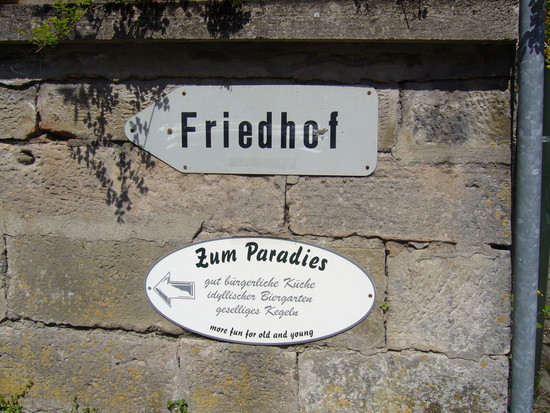 Friedhof
Zum Paradies
gut bürgerliche Küche
idyllischer Biergarten
geselliges Kegeln
more fun for old and young